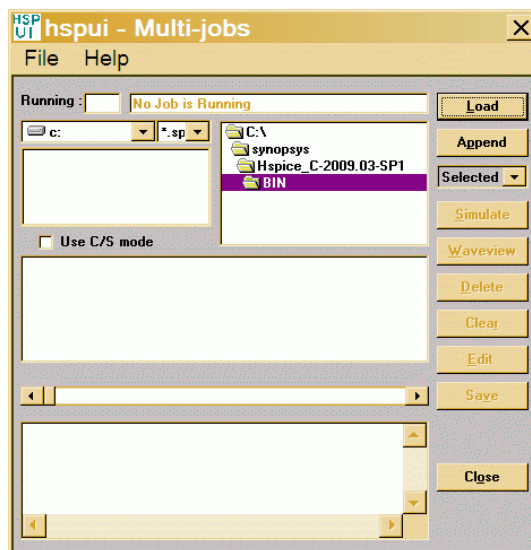 HSP
UI hspui - Multi-jobs
File Help
Running : No Job is Running
Load
c: *.sp
C:\
Append
synopsys
Hspice_C-2009.03-SP1
Selected
BIN
Simulate
Use C/S mode
Waveview
Delete
Clear
Edit
Save
Close